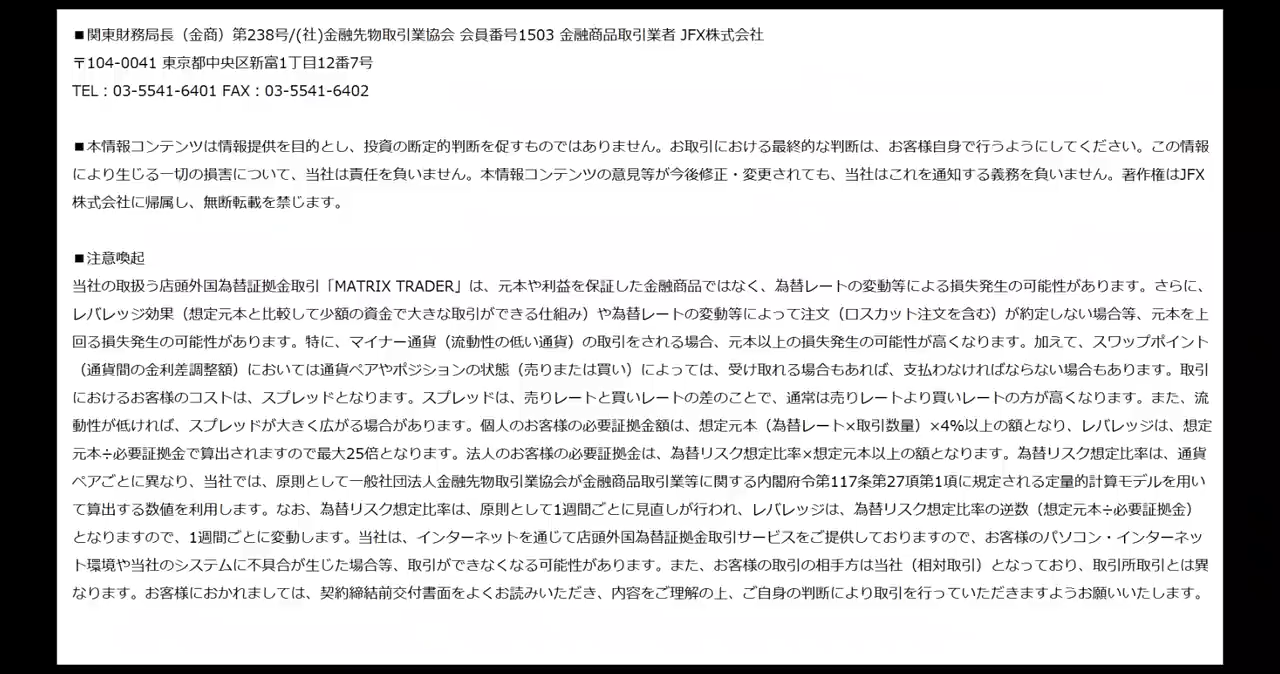 ■関東財務局長（金商）第238号/(社)金融先物取引業協会 会員番号1503 金融商品取引業者 JFX株式会社
〒104-0041 東京都中央区新富1丁目12番7号
TEL：03-5541-6401 FAX：03-5541-6402
■本情報コンテンツは情報提供を目的とし、投資の断定的判断を促すものではありません。お取引における最終的な判断は、お客様自身で行うようにしてください。この情報
により生じる一切の損害について、当社は責任を負いません。本情報コンテンツの意見等が今後修正・変更されても、当社はこれを通知する義務を負いません。著作権はJFX
株式会社に帰属し、無断転載を禁じます。
■注意喚起
当社の取扱う店頭外国為替証拠金取引「MATRIX TRADER」は、元本や利益を保証した金融商品ではなく、為替レートの変動等による損失発生の可能性があります。さらに、
レバレッジ効果（想定元本と比較して少額の資金で大きな取引ができる仕組み）や為替レートの変動等によって注文（ロスカット注文を含む）が約定しない場合等、元本を上
回る損失発生の可能性があります。特に、マイナー通貨（流動性の低い通貨）の取引をされる場合、元本以上の損失発生の可能性が高くなります。加えて、スワップポイント
（通貨間の金利差調整額）においては通貨ペアやポジションの状態（売りまたは買い）によっては、受け取れる場合もあれば、支払わなければならない場合もあります。取引
におけるお客様のコストは、スプレッドとなります。スプレッドは、売りレートと買いレートの差のことで、通常は売りレートより買いレートの方が高くなります。また、流
動性が低ければ、スプレッドが大きく広がる場合があります。個人のお客様の必要証拠金額は、想定元本（為替レート×取引数量）×4%以上の額となり、レバレッジは、想定
元本÷必要証拠金で算出されますので最大25倍となります。法人のお客様の必要証拠金は、為替リスク想定比率×想定元本以上の額となります。為替リスク想定比率は、通貨
ペアごとに異なり、当社では、原則として一般社団法人金融先物取引業協会が金融商品取引業等に関する内閣府令第117条第27項第1項に規定される定量的計算モデルを用い
て算出する数値を利用します。なお、為替リスク想定比率は、原則として1週間ごとに見直しが行われ、レバレッジは、為替リスク想定比率の逆数（想定元本÷必要証拠金）
となりますので、1週間ごとに変動します。当社は、インターネットを通じて店頭外国為替証拠金取引サービスをご提供しておりますので、お客様のパソコン・インターネッ
ト環境や当社のシステムに不具合が生じた場合等、取引ができなくなる可能性があります。また、お客様の取引の相手方は当社（相対取引）となっており、取引所取引とは異
なります。お客様におかれましては、契約締結前交付書面をよくお読みいただき、内容をご理解の上、ご自身の判断により取引を行っていただきますようお願いいたします。